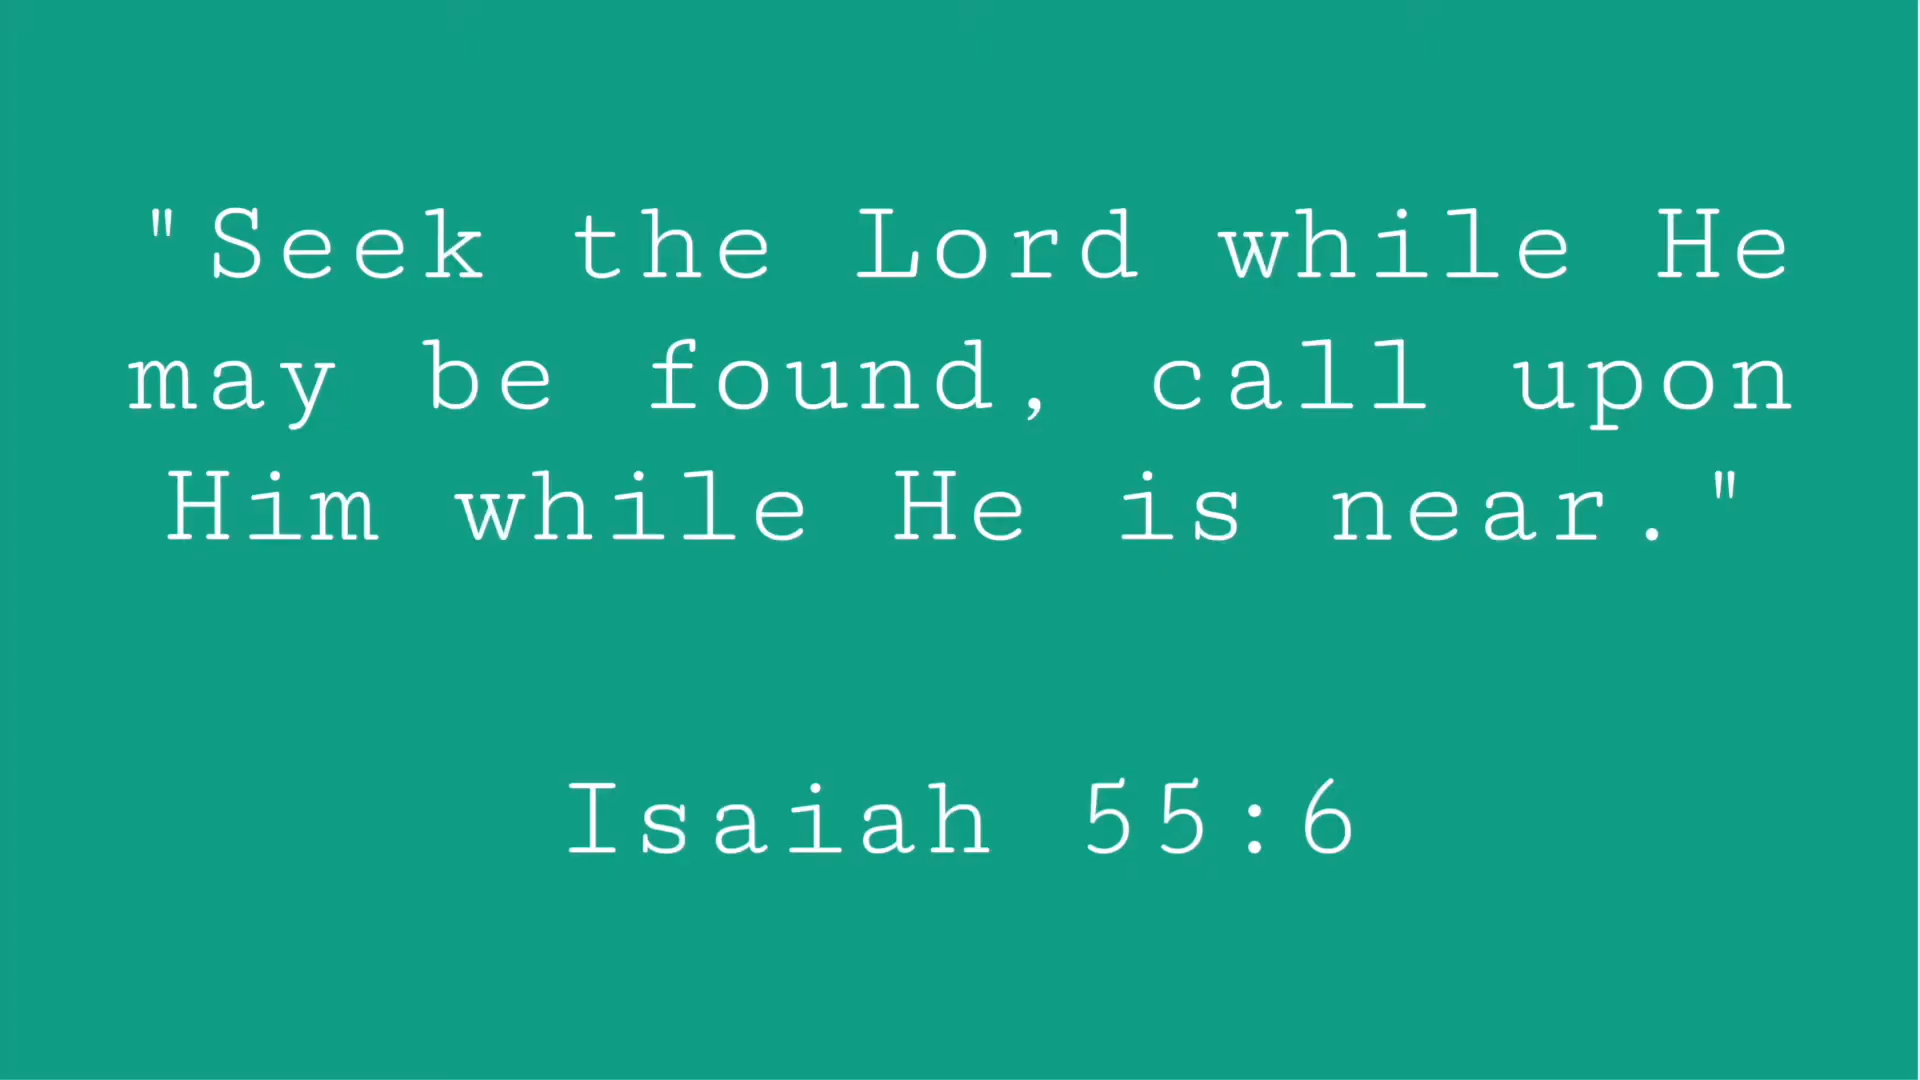 "Seek the Lord while He
may be found, call upon
Him while He is near."
Isaiah 55:6